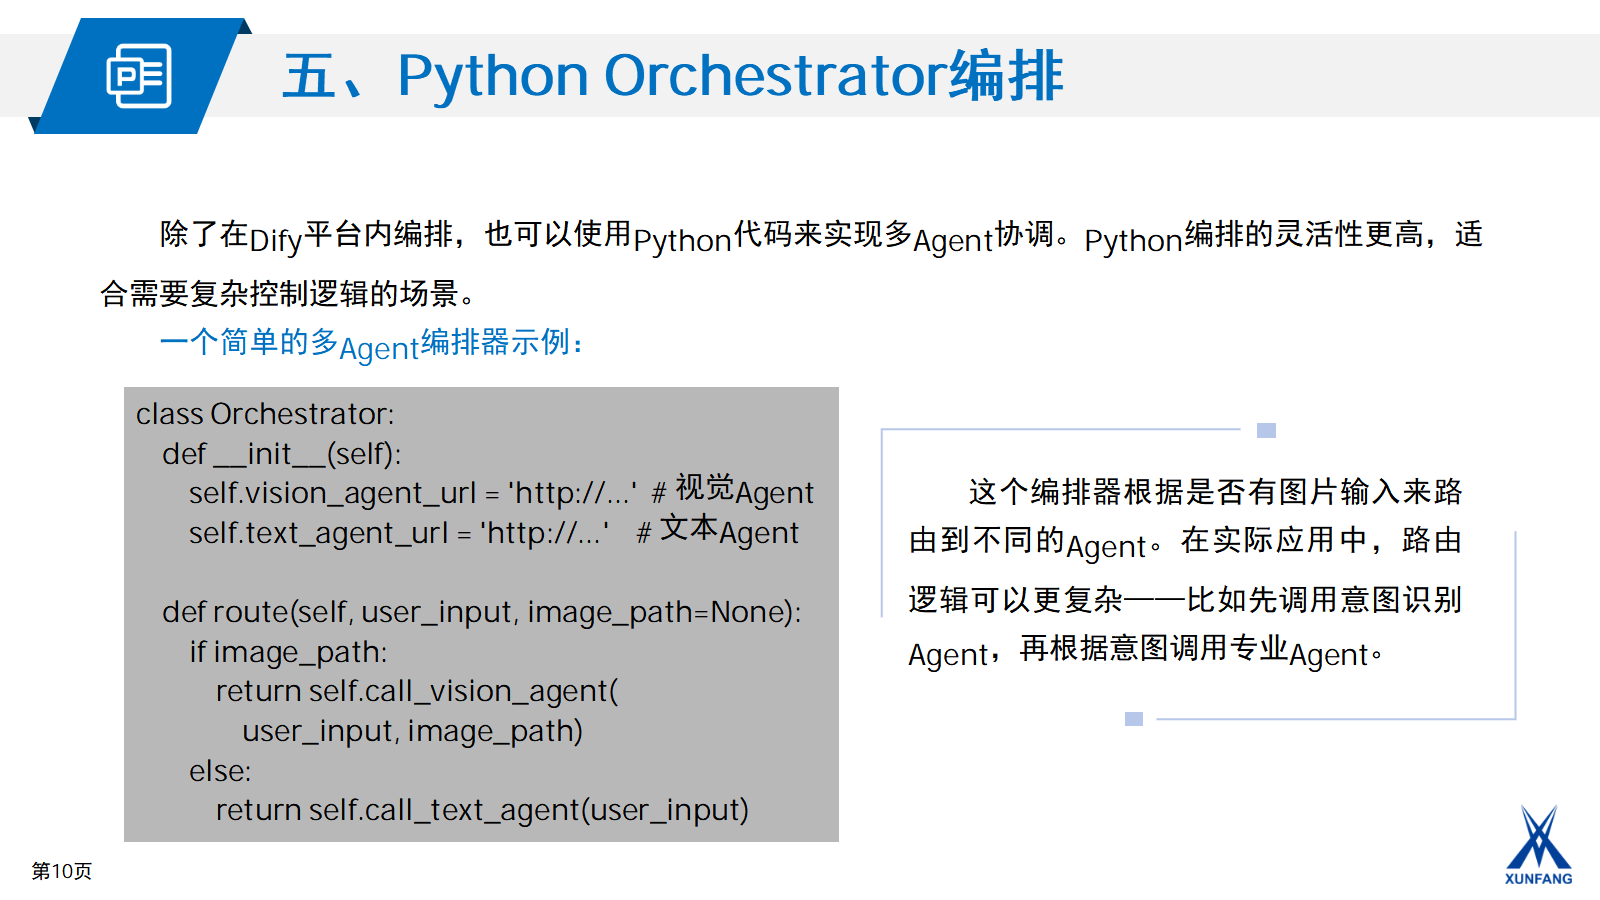 五、Python Orchestrator编排
除了在Dify平台内编排，也可以使用Python代码来实现多Agent协调。Python编排的灵活性更高，适
合需要复杂控制逻辑的场景。
一个简单的多Agent编排器示例：
class Orchestrator:
def __init__(self):
self.vision_agent_url = 'http://...' # 视觉Agent
self.text_agent_url = 'http://...' # 文本Agent
def route(self, user_input, image_path=None):
if image_path:
return self.call_vision_agent(
user_input, image_path)
else:
return self.call_text_agent(user_input)
这个编排器根据是否有图片输入来路
由到不同的Agent。在实际应用中，路由
逻辑可以更复杂——比如先调用意图识别
Agent，再根据意图调用专业Agent。
第10页
XUNFANG